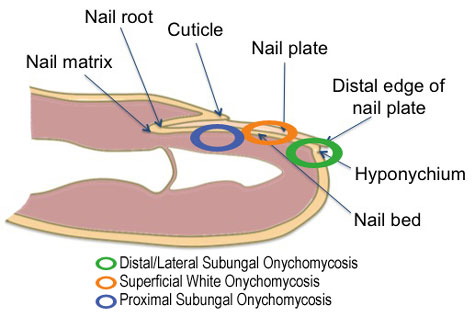 Nail root
Cuticle
Nail matrix
Nail plate
Distal edge of
nail plate
Hyponychium
Nail bed
Distal/Lateral Subungal Onychomycosis
Superficial White Onychomycosis
Proximal Subungal Onychomycosis